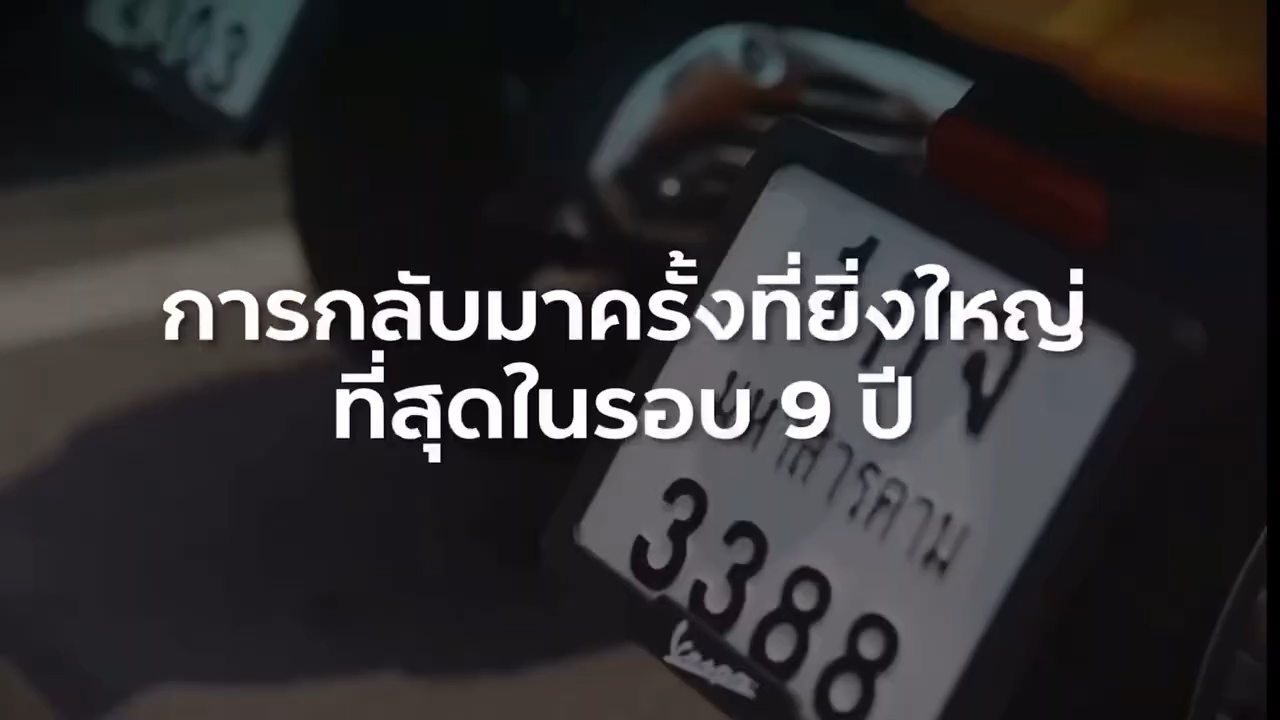 การกลับมาครั้งที่ยิ่งใหญ่
ที่สุดในรอบ 9 ปี
มหาสารคาม
3388
Vespa